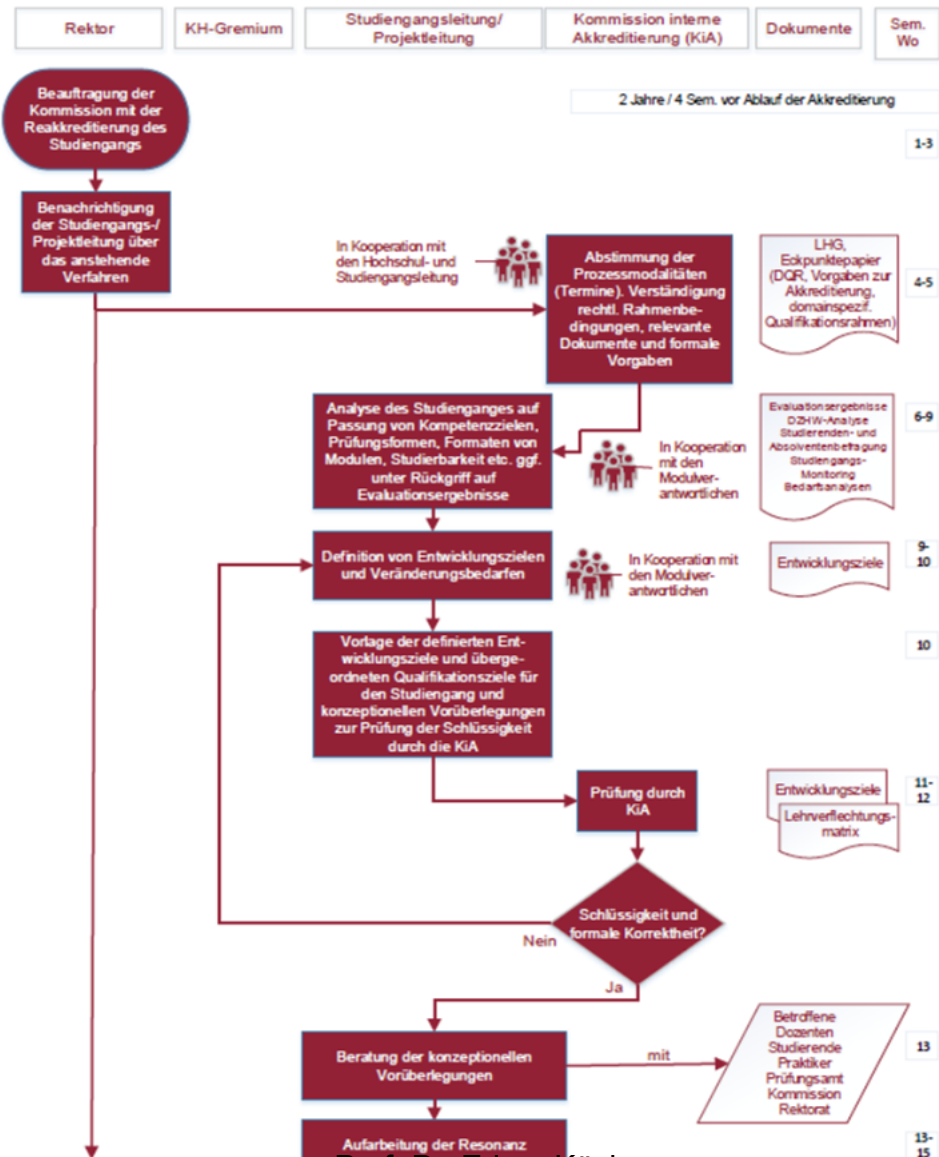 Rektor
KH-Gremium
Studiengangsleitung/
Projektleitung
Kommission interne
Akkreditierung (KiA)
Dokumente
Sem.
Wo
Beauftragung der
Kommission mit der
Reakkreditierung des
Studiengangs
2 Jahre / 4 Sem. vor Ablauf der Akkreditierung
1-3
Benachrichtigung
der Studiengangs-/
Projektleitung über
das anstehende
Verfahren
In Kooperation mit
den Hochschul- und
Studiengangsleitung
Abstimmung der
Prozessmodalitäten
(Termine). Verständigung
rechtl. Rahmenbe-
dingungen, relevante
Dokumente und formale
Vorgaben
LHG,
Eckpunktepapier
(DQR, Vorgaben zur
Akkreditierung,
domainspezif.
Qualifikationsrahmen)
4-5
Analyse des Studienganges auf
Passung von Kompetenzzielen,
Prüfungsformen, Formaten von
Modulen, Studierbarkeit etc. ggf.
unter Rückgriff auf
Evaluationsergebnisse
In Kooperation
mit den
Modulver-
antwortlichen
Evaluationsergebnisse
DZHW-Analyse
Studierenden- und
Absolventenbefragung
Studiengangs-
Monitoring
Bedarfsanalysen
6-9
Definition von Entwicklungszielen
und Veränderungsbedarfen
In Kooperation mit
den Modulver-
antwortlichen
Entwicklungsziele
9-
10
Vorlage der definierten Ent-
wicklungsziele und überge-
ordneten Qualifikationsziele für
den Studiengang und
konzeptionellen Vorüberlegungen
zur Prüfung der Schlüssigkeit
durch die KiA
10
Prüfung durch
KiA
Entwicklungsziele
Lehrverflechtungs-
matrix
11-
12
Schlüssigkeit und
formale Korrektheit?
Nein
Ja
Beratung der konzeptionellen
Vorüberlegungen
mit
Betroffene
Dozenten
Studierende
Praktiker
Prüfungsamt
Kommission
Rektorat
13
Aufarbeitung der Resonanz
13-
15